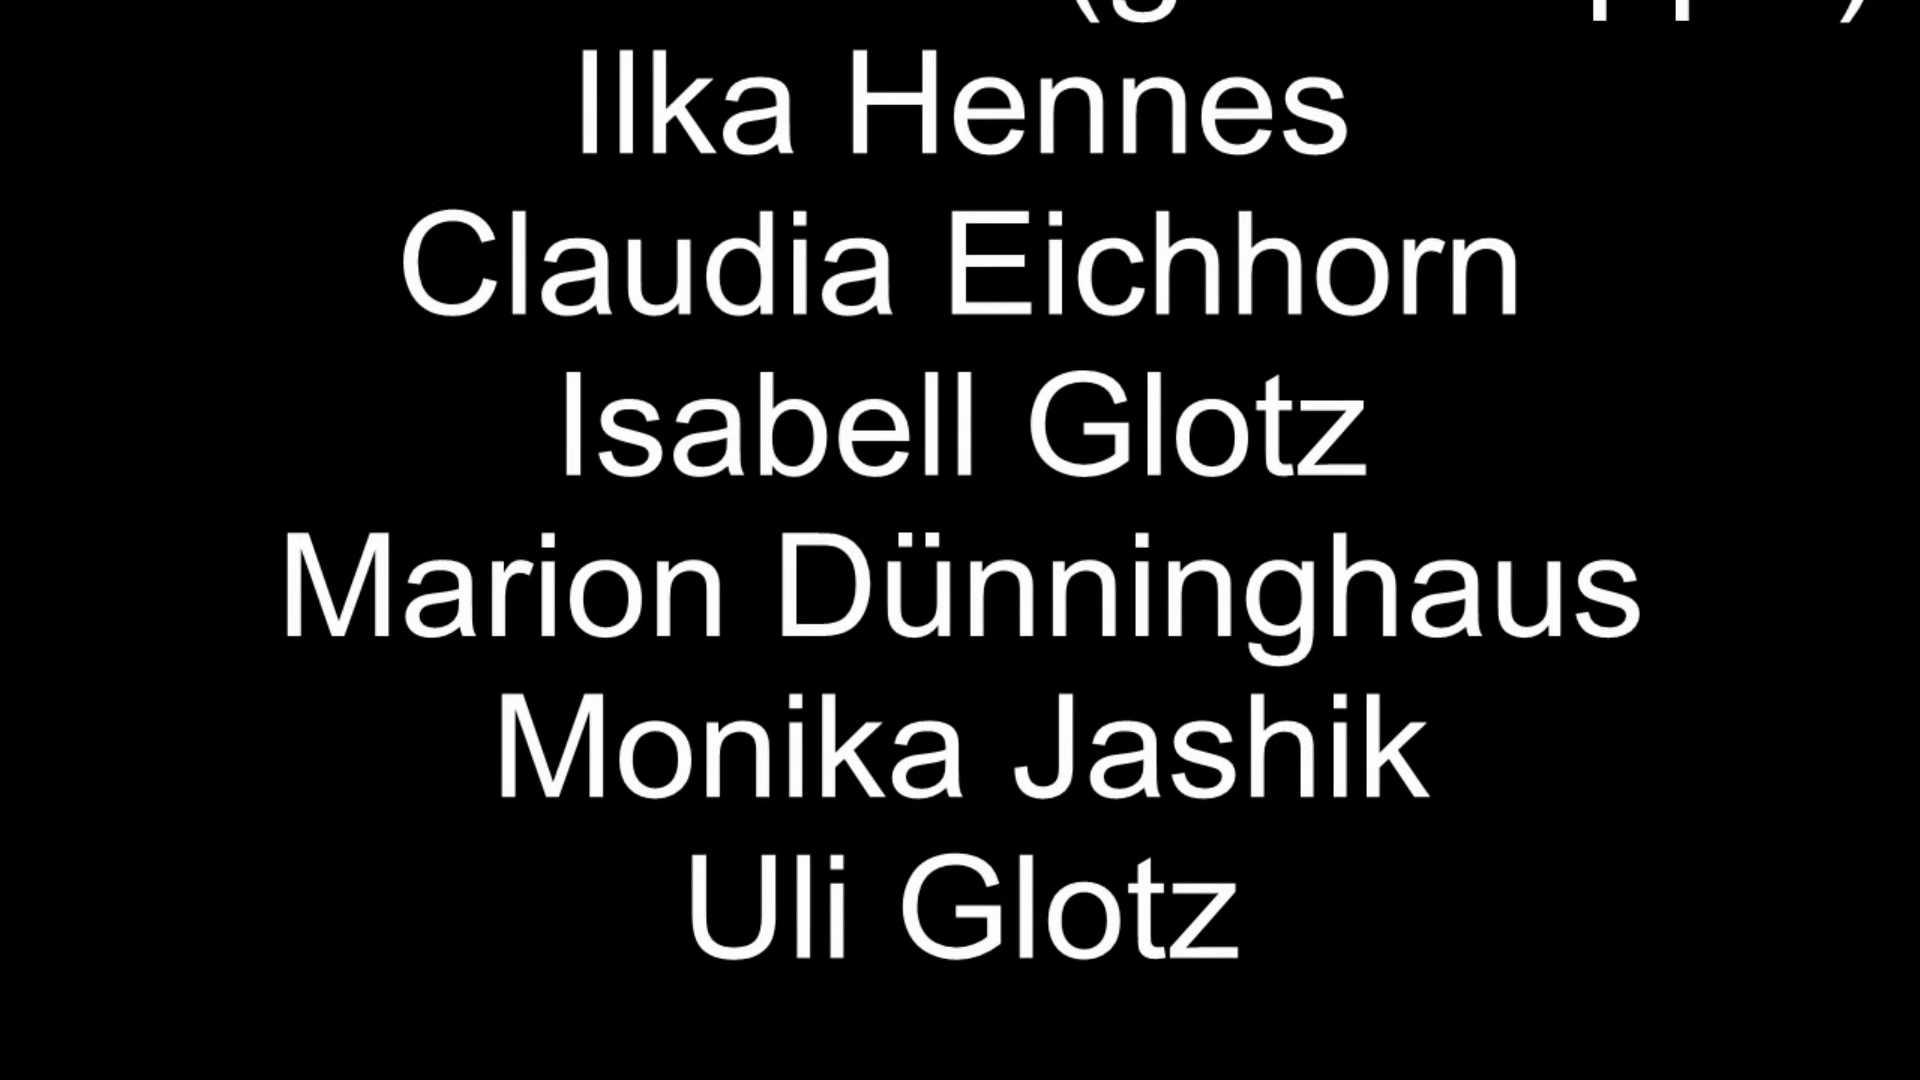 Ilka Hennes
Claudia Eichhorn
Isabell Glotz
Marion Dünninghaus
Monika Jashik
Uli Glotz